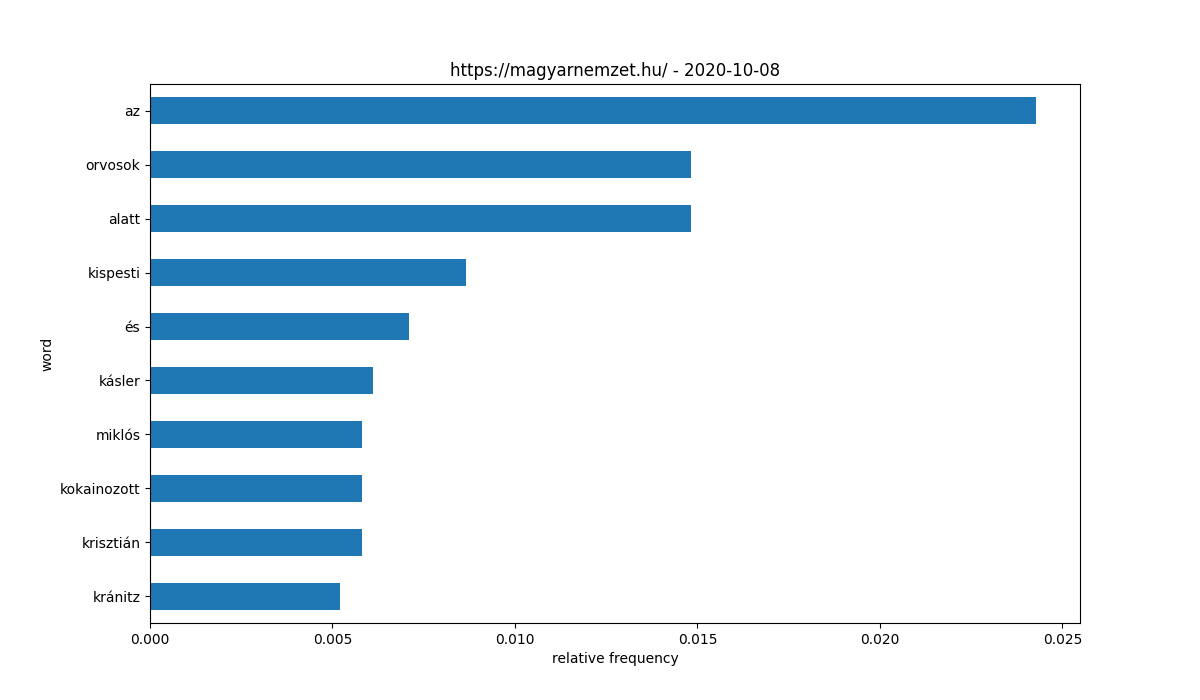 https://magyarnemzet.hu/ - 2020-10-08
az
orvosok
alatt
kispesti
és
kásler
miklós
kokainozott
krisztián
kránitz
word
0.000 0.005 0.010 0.015 0.020 0.025
relative frequency